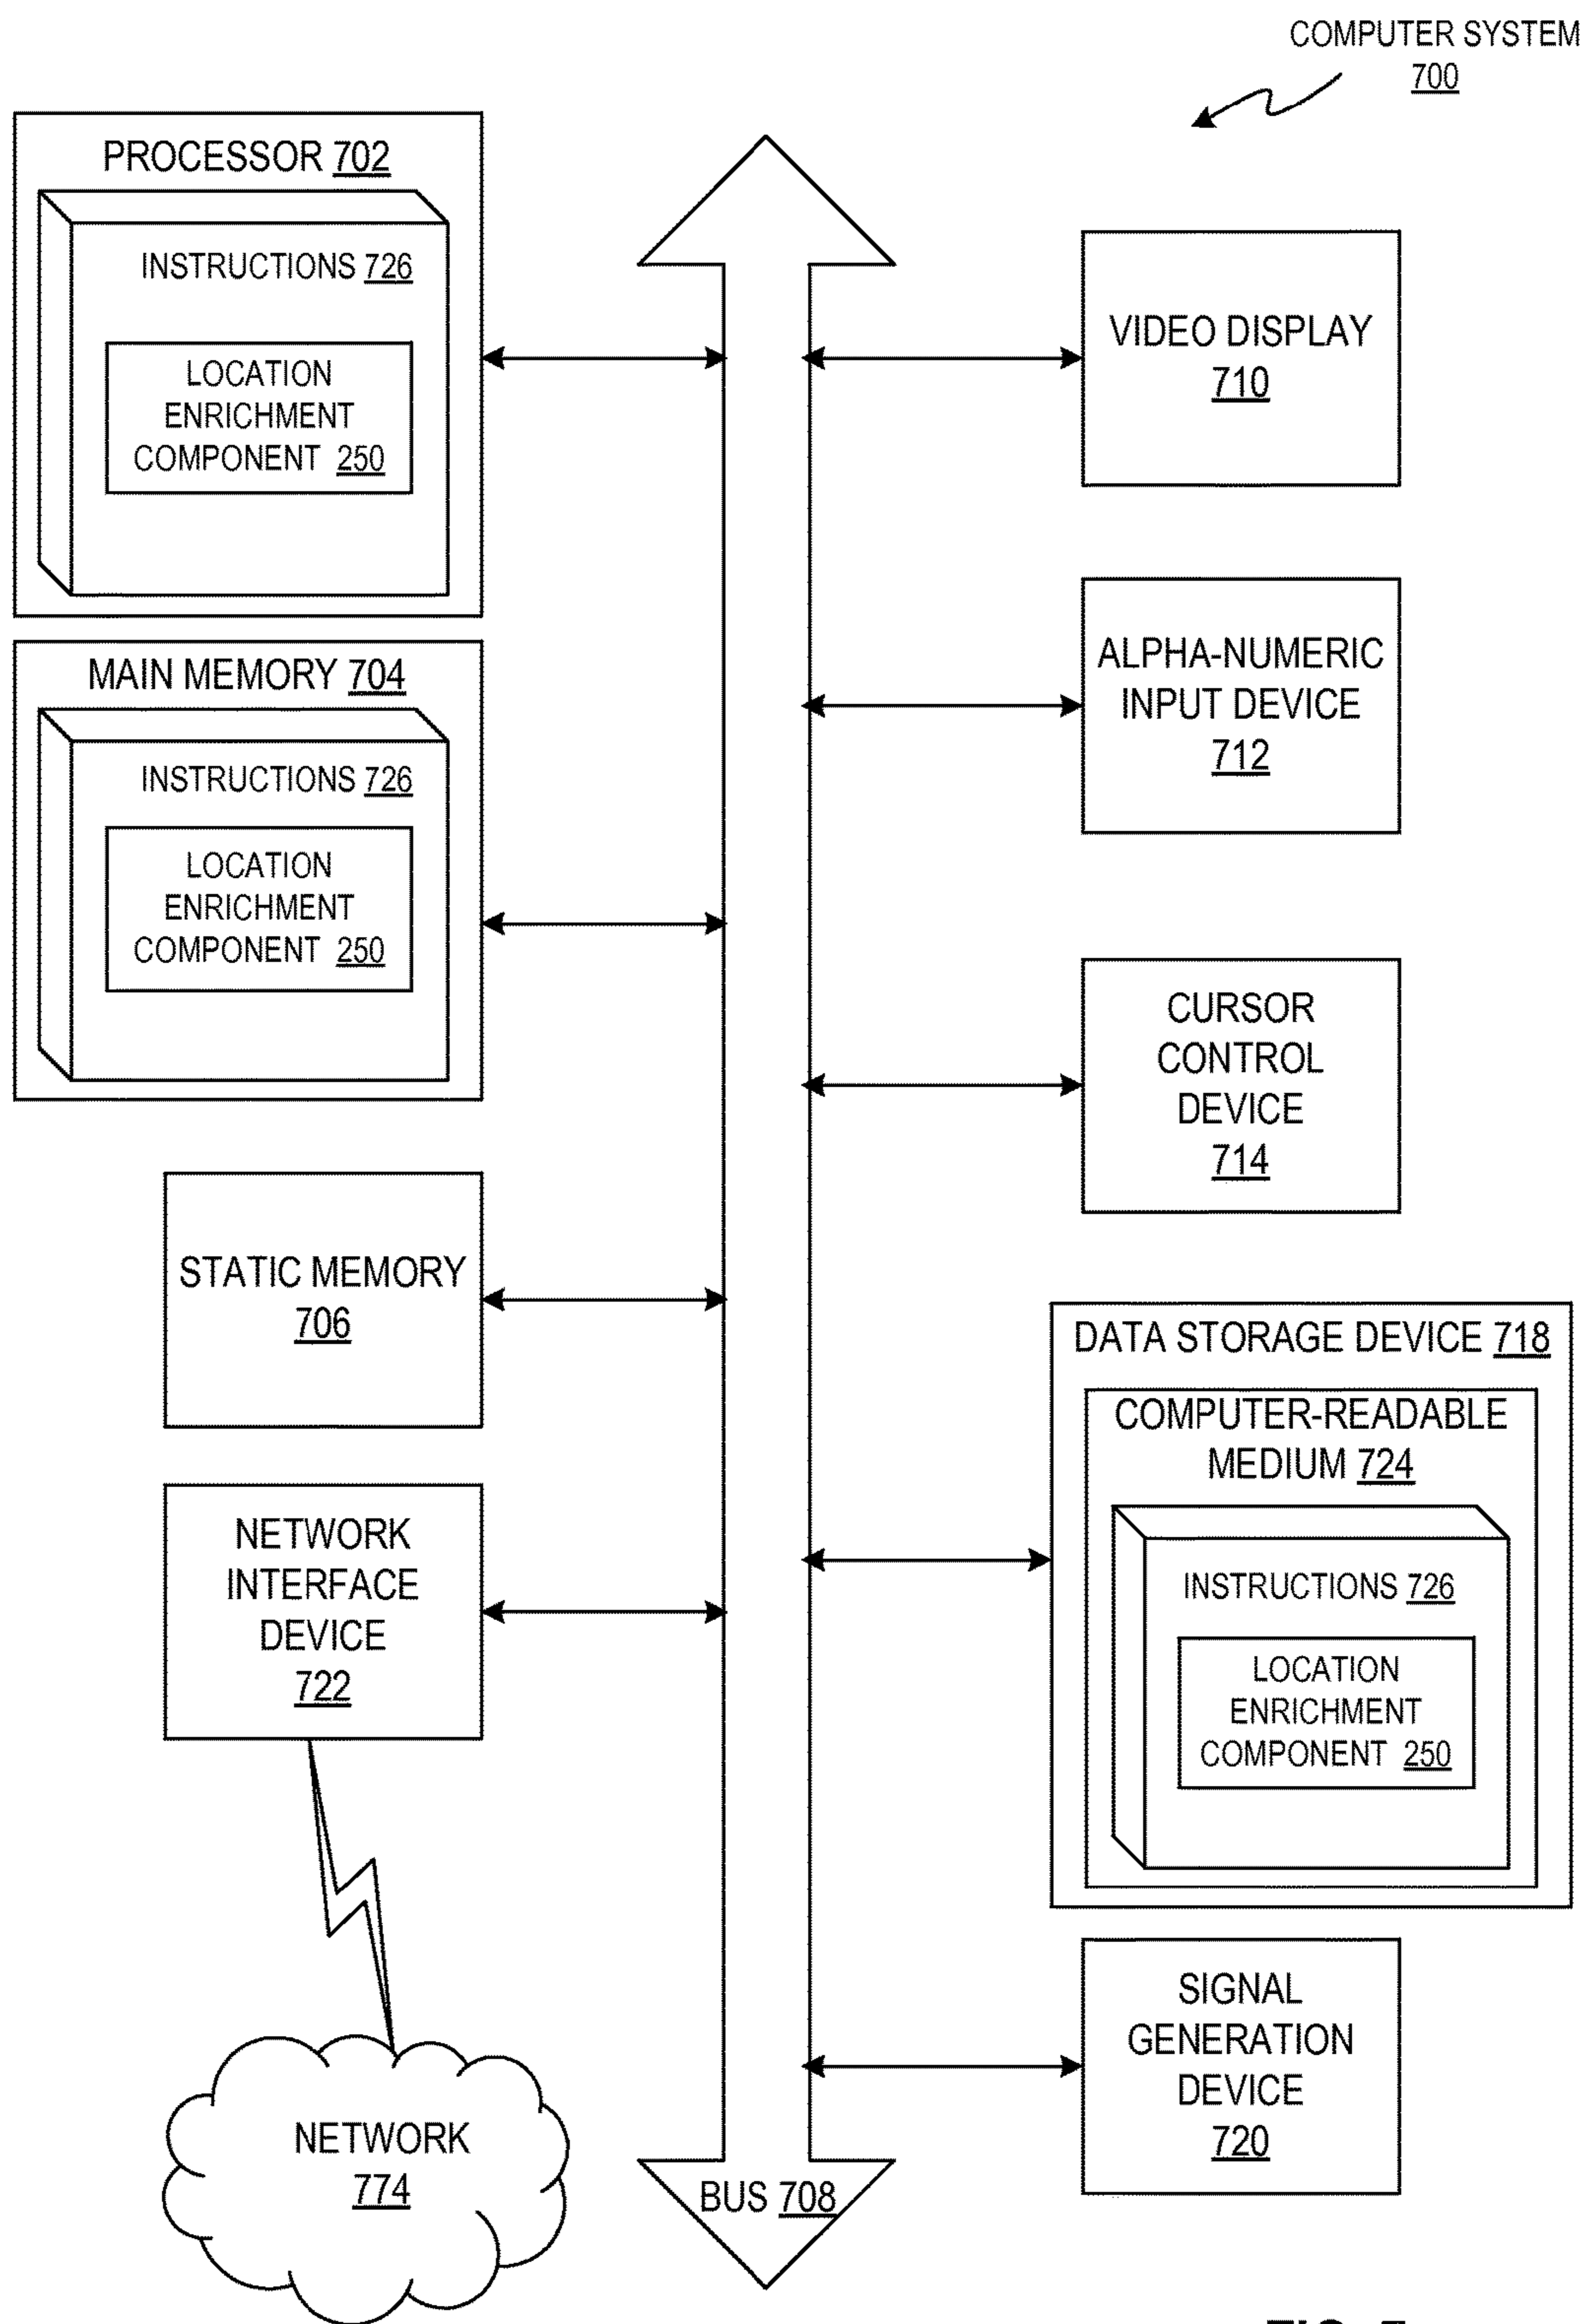 COMPUTER SYSTEM
700
PROCESSOR 702
INSTRUCTIONS 726
LOCATION
ENRICHMENT
COMPONENT 250
MAIN MEMORY 704
INSTRUCTIONS 726
LOCATION
ENRICHMENT
COMPONENT 250
STATIC MEMORY
706
NETWORK
INTERFACE
DEVICE
722
NETWORK
774
BUS 708
VIDEO DISPLAY
710
ALPHA-NUMERIC
INPUT DEVICE
712
CURSOR
CONTROL
DEVICE
714
DATA STORAGE DEVICE 718
COMPUTER-READABLE
MEDIUM 724
INSTRUCTIONS 726
LOCATION
ENRICHMENT
COMPONENT 250
SIGNAL
GENERATION
DEVICE
720